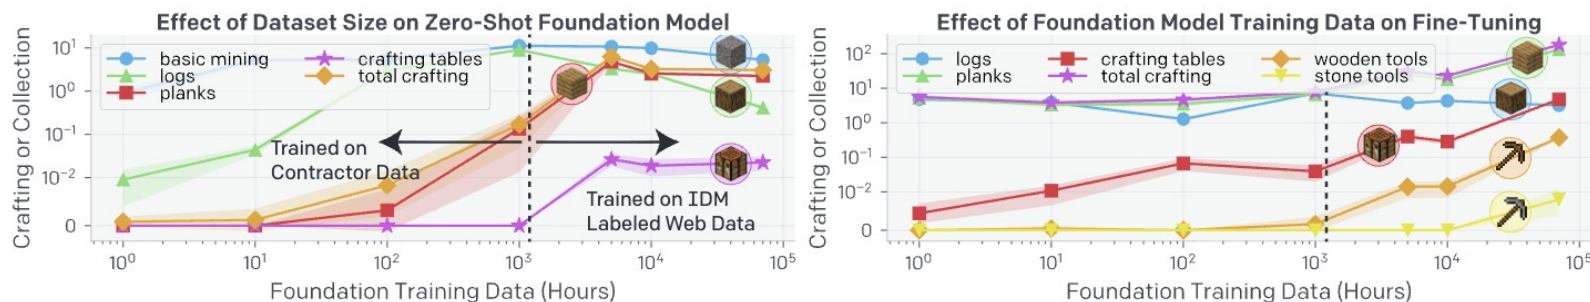 Effect of Dataset Size on Zero-Shot Foundation Model
Crafting or Collection
10¹
10⁰
10⁻¹
10⁻²
0
basic mining
logs
planks
crafting tables
total crafting
Trained on
Contractor Data
Trained on IDM
Labeled Web Data
10⁰ 10¹ 10² 10³ 10⁴ 10⁵
Foundation Training Data (Hours)
Effect of Foundation Model Training Data on Fine-Tuning
Crafting or Collection
10²
10¹
10⁰
10⁻¹
10⁻²
0
logs
planks
crafting tables
total crafting
wooden tools
stone tools
10⁰ 10¹ 10² 10³ 10⁴ 10⁵
Foundation Training Data (Hours)